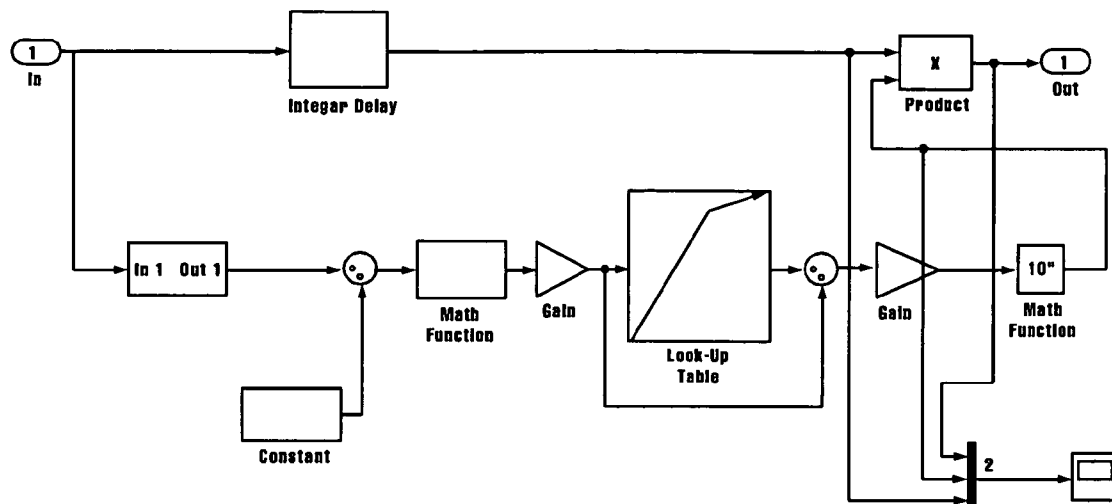 1
In
Integar Delay
X
Product
1
Out
In 1 Out 1
Math
Function
Gain
Look-Up
Table
Gain
10"
Math
Function
Constant
2